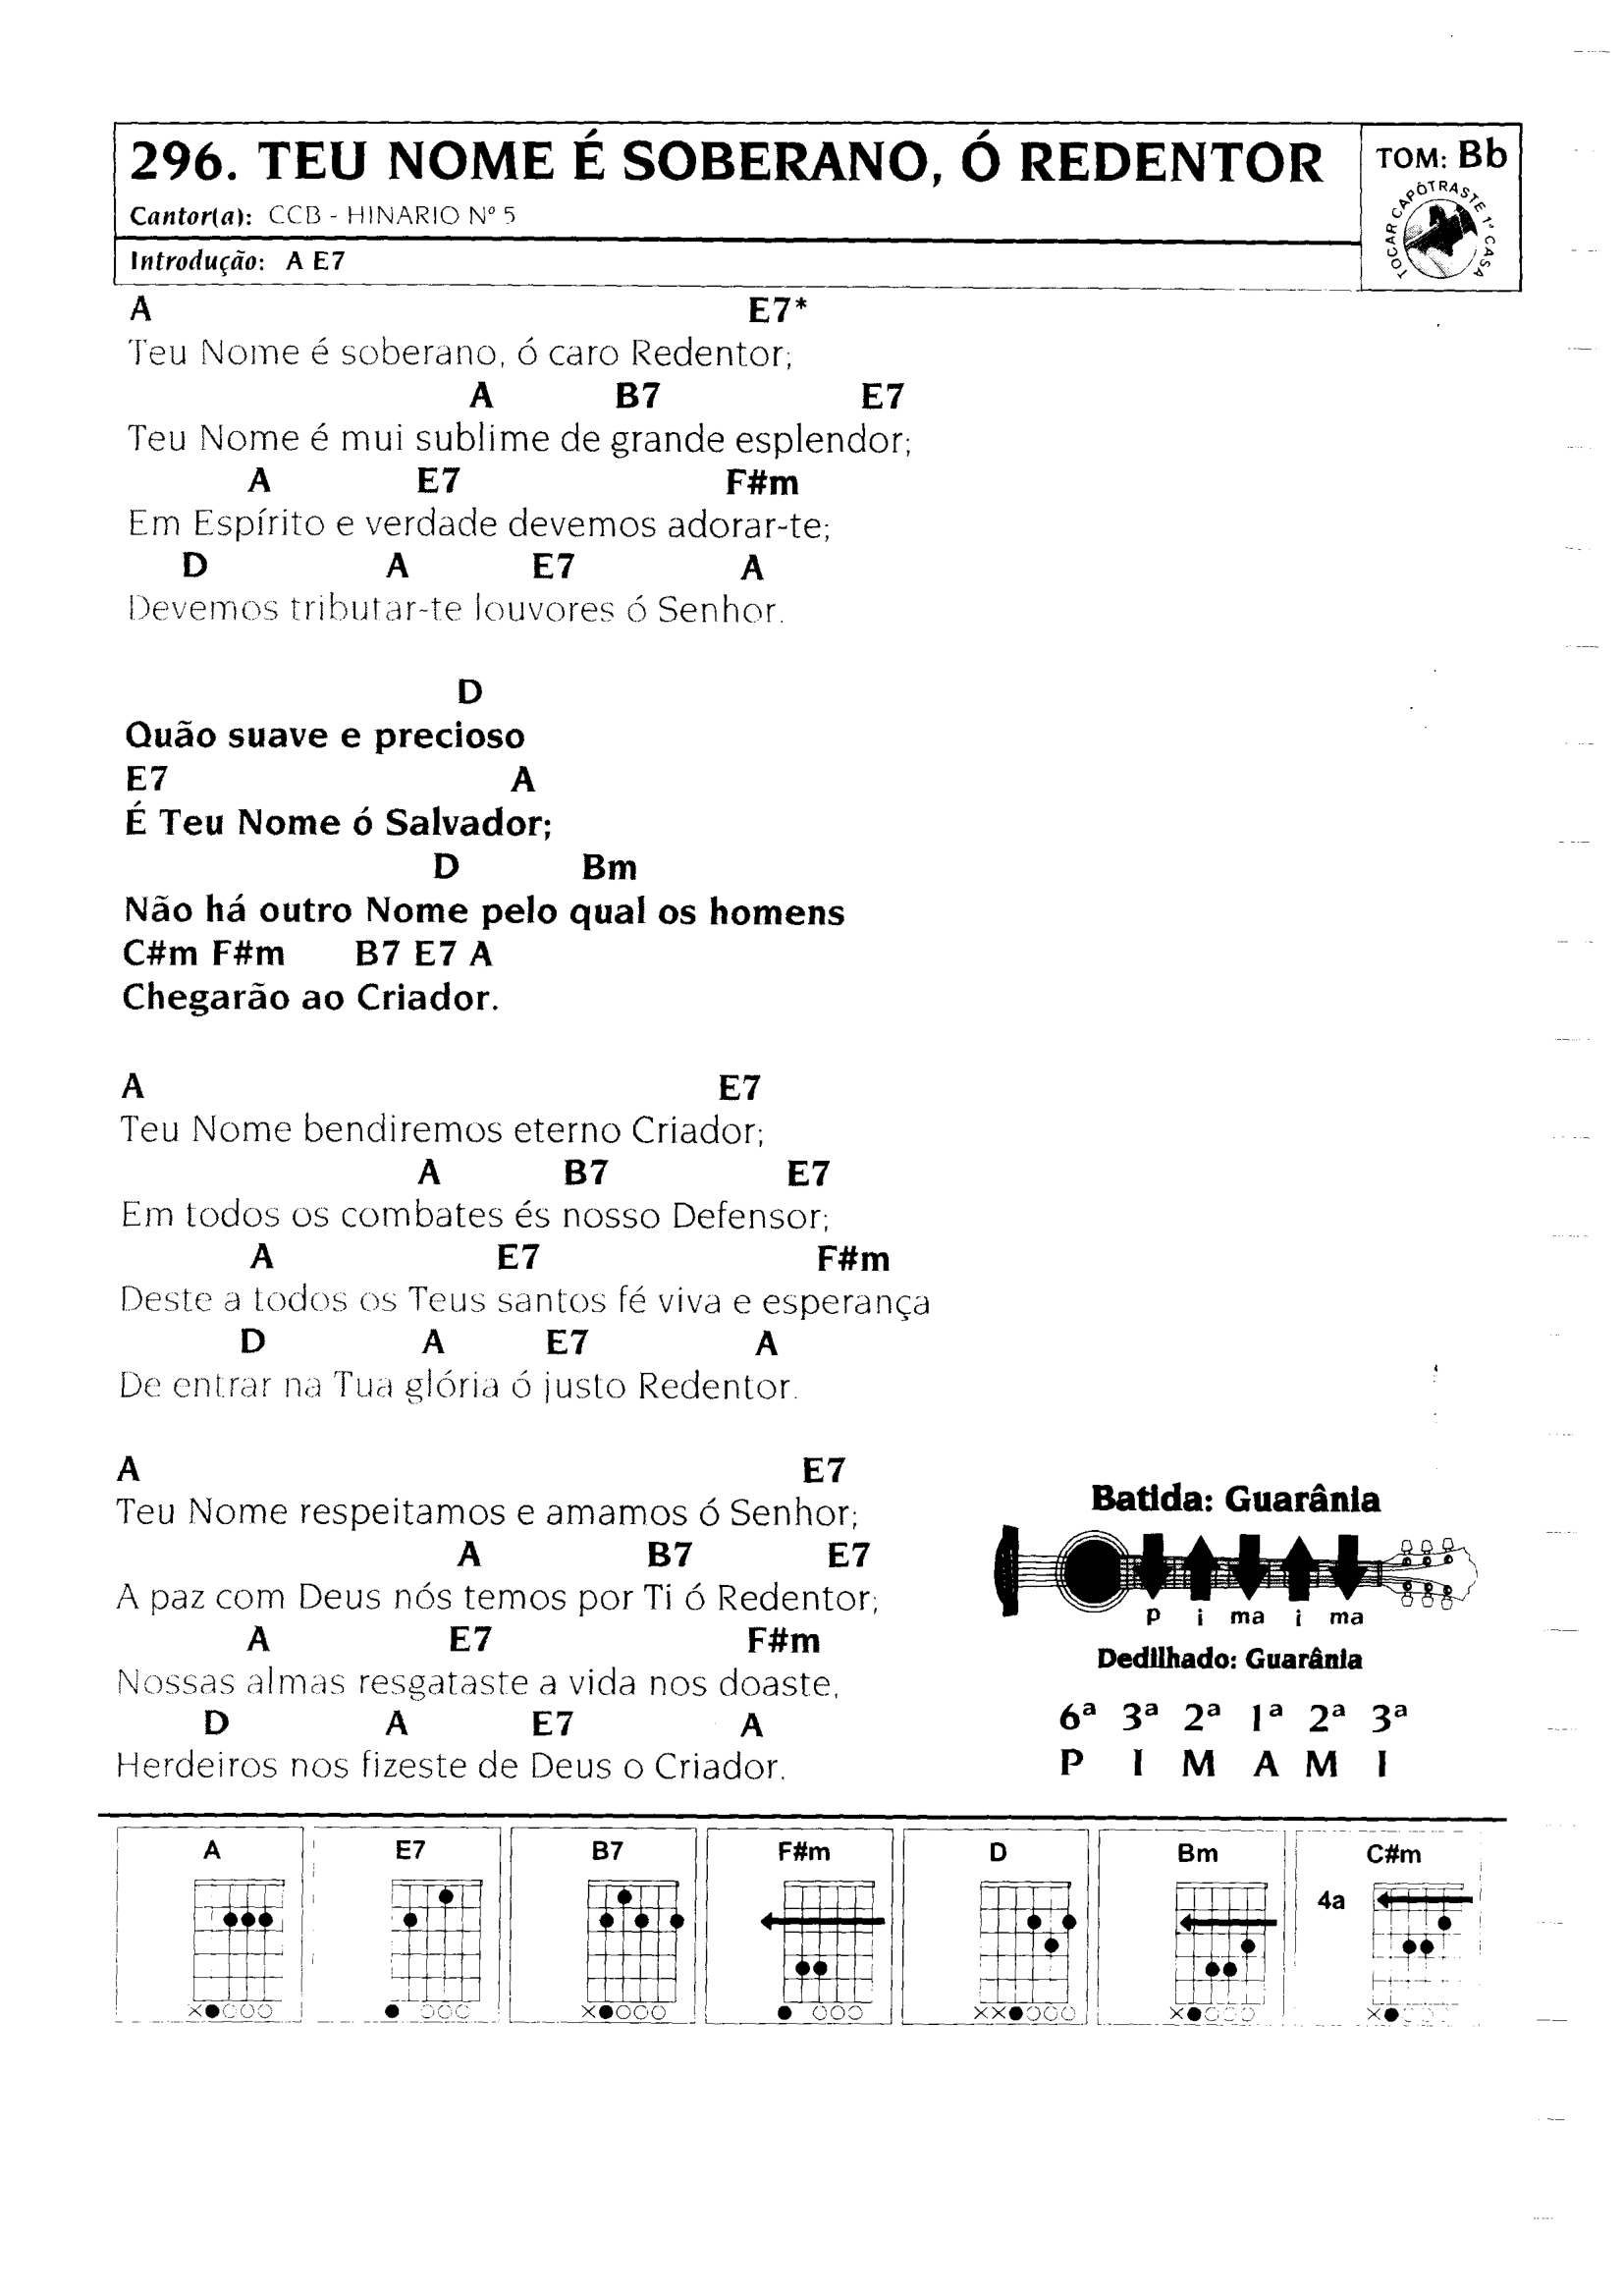 296. TEU NOME É SOBERANO, Ó REDENTOR
TOM: Bb
TOCAR CAPÔTRASTE 1ª CASA
Cantor(a): CCB - HINARIO Nº 5
Introdução: A E7
A E7*
Teu Nome é soberano, ó caro Redentor;
A B7 E7
Teu Nome é mui sublime de grande esplendor;
A E7 F#m
Em Espírito e verdade devemos adorar-te;
D A E7 A
Devemos tributar-te louvores ó Senhor.
D
Quão suave e precioso
E7 A
É Teu Nome ó Salvador;
D Bm
Não há outro Nome pelo qual os homens
C#m F#m B7 E7 A
Chegarão ao Criador.
A E7
Teu Nome bendiremos eterno Criador;
A B7 E7
Em todos os combates és nosso Defensor;
A E7 F#m
Deste a todos os Teus santos fé viva e esperança
D A E7 A
De entrar na Tua glória ó justo Redentor.
A E7
Teu Nome respeitamos e amamos ó Senhor;
A B7 E7
A paz com Deus nós temos por Ti ó Redentor;
A E7 F#m
Nossas almas resgataste a vida nos doaste,
D A E7 A
Herdeiros nos fizeste de Deus o Criador.
Batida: Guarânia
p i ma i ma
Dedilhado: Guarânia
6ª 3ª 2ª 1ª 2ª 3ª
P I M A M I
A E7 B7 F#m D Bm C#m
4a